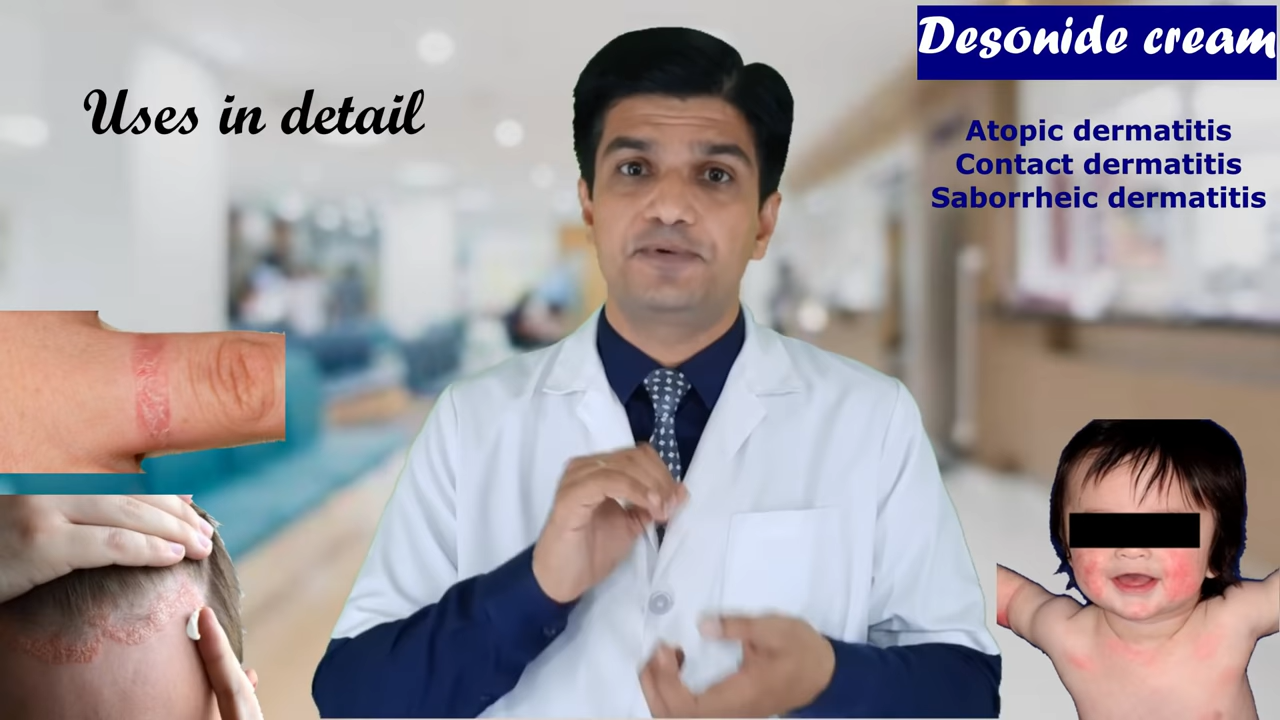 Desonide cream
Uses in detail
Atopic dermatitis
Contact dermatitis
Saborrheic dermatitis